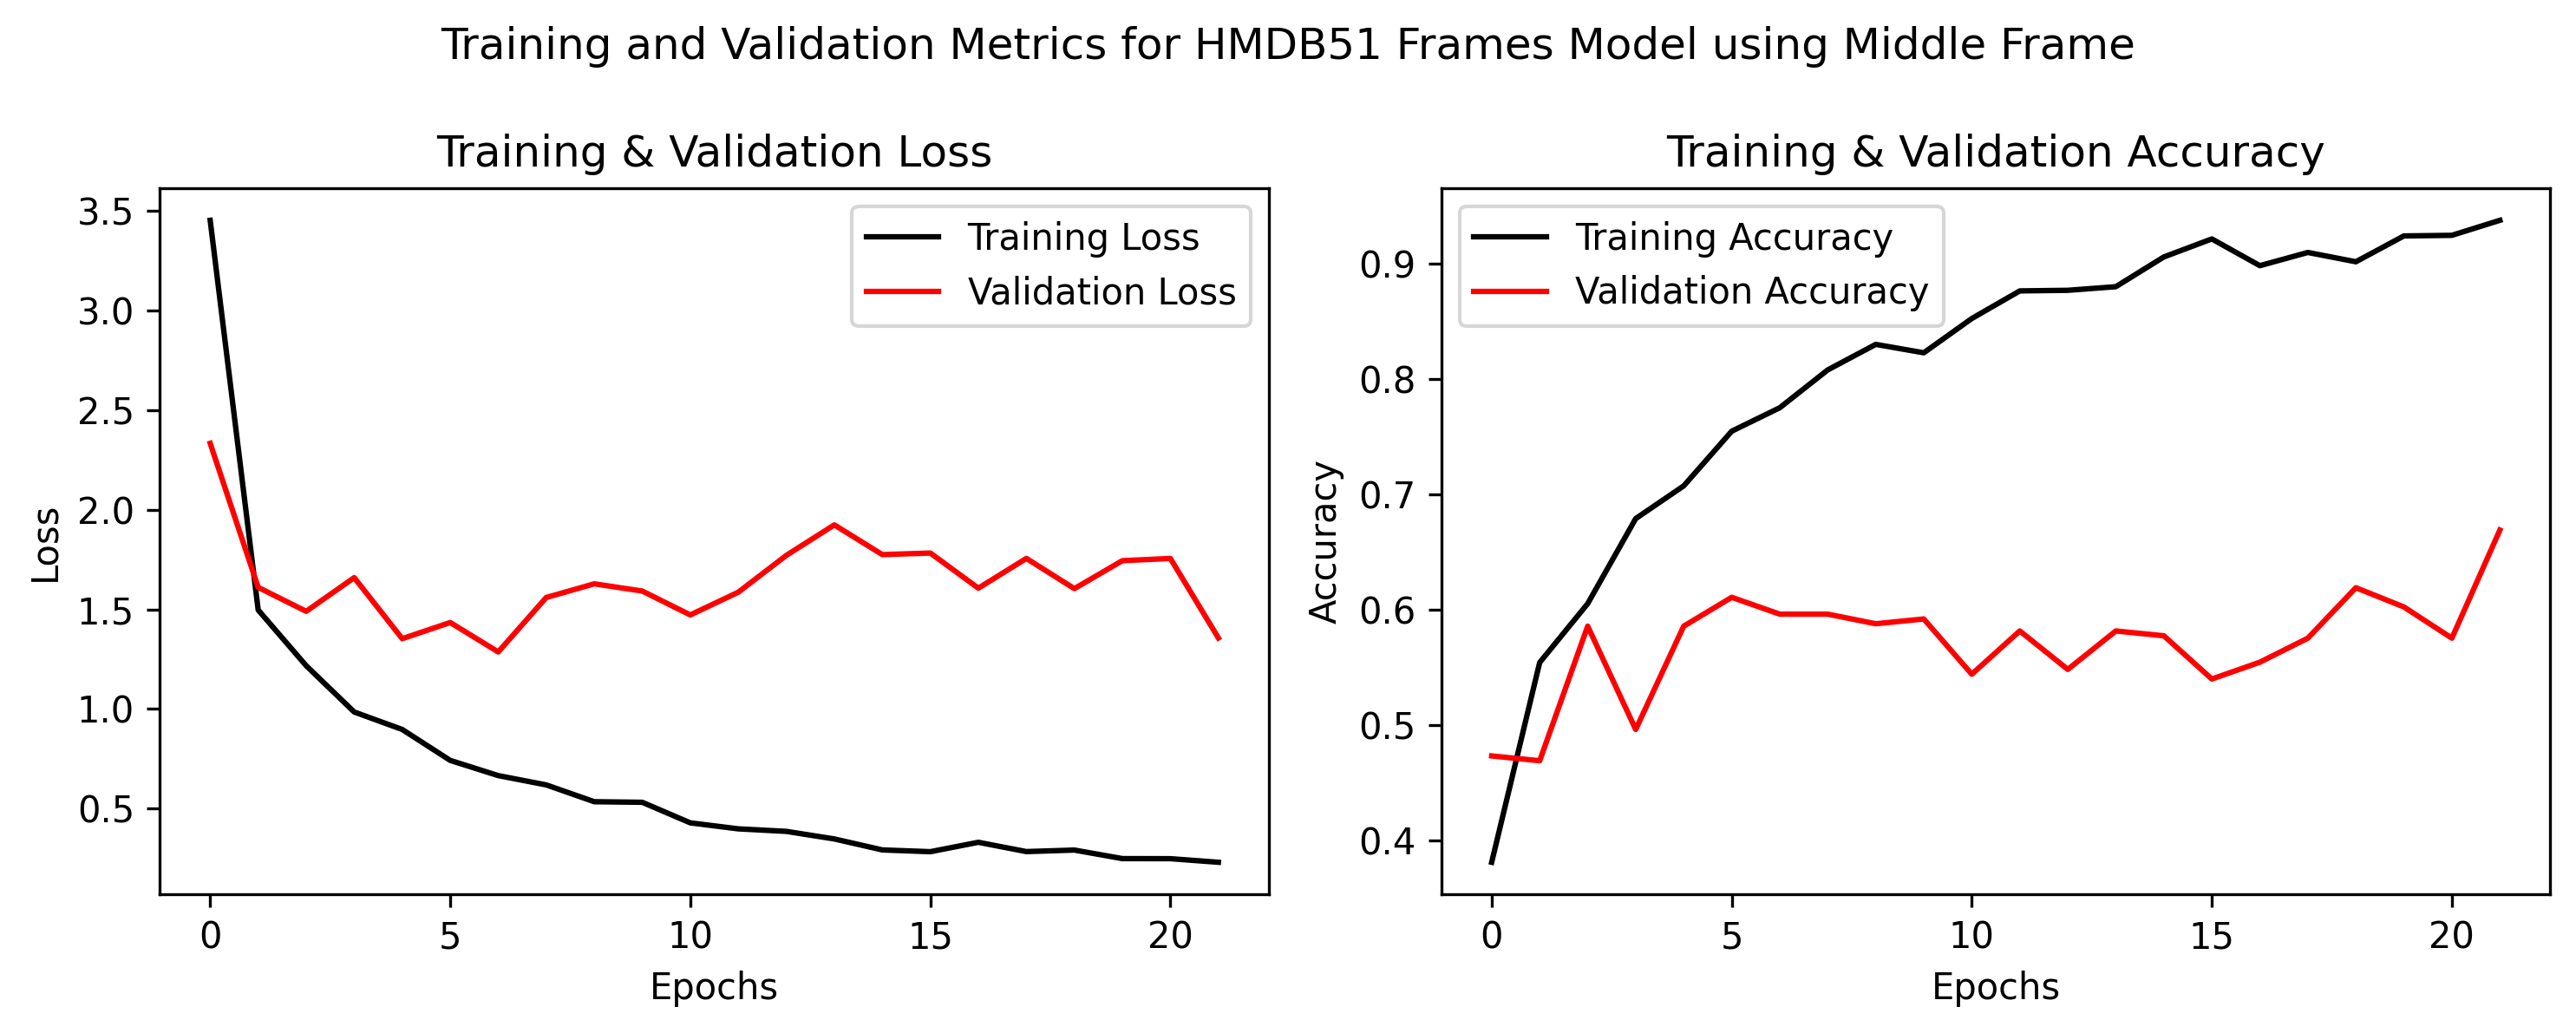 Training and Validation Metrics for HMDB51 Frames Model using Middle Frame
Training & Validation Loss
Training Loss
Validation Loss
3.5
3.0
2.5
2.0
1.5
1.0
0.5
Loss
0 5 10 15 20
Epochs
Training & Validation Accuracy
Training Accuracy
Validation Accuracy
0.9
0.8
0.7
0.6
0.5
0.4
Accuracy
0 5 10 15 20
Epochs